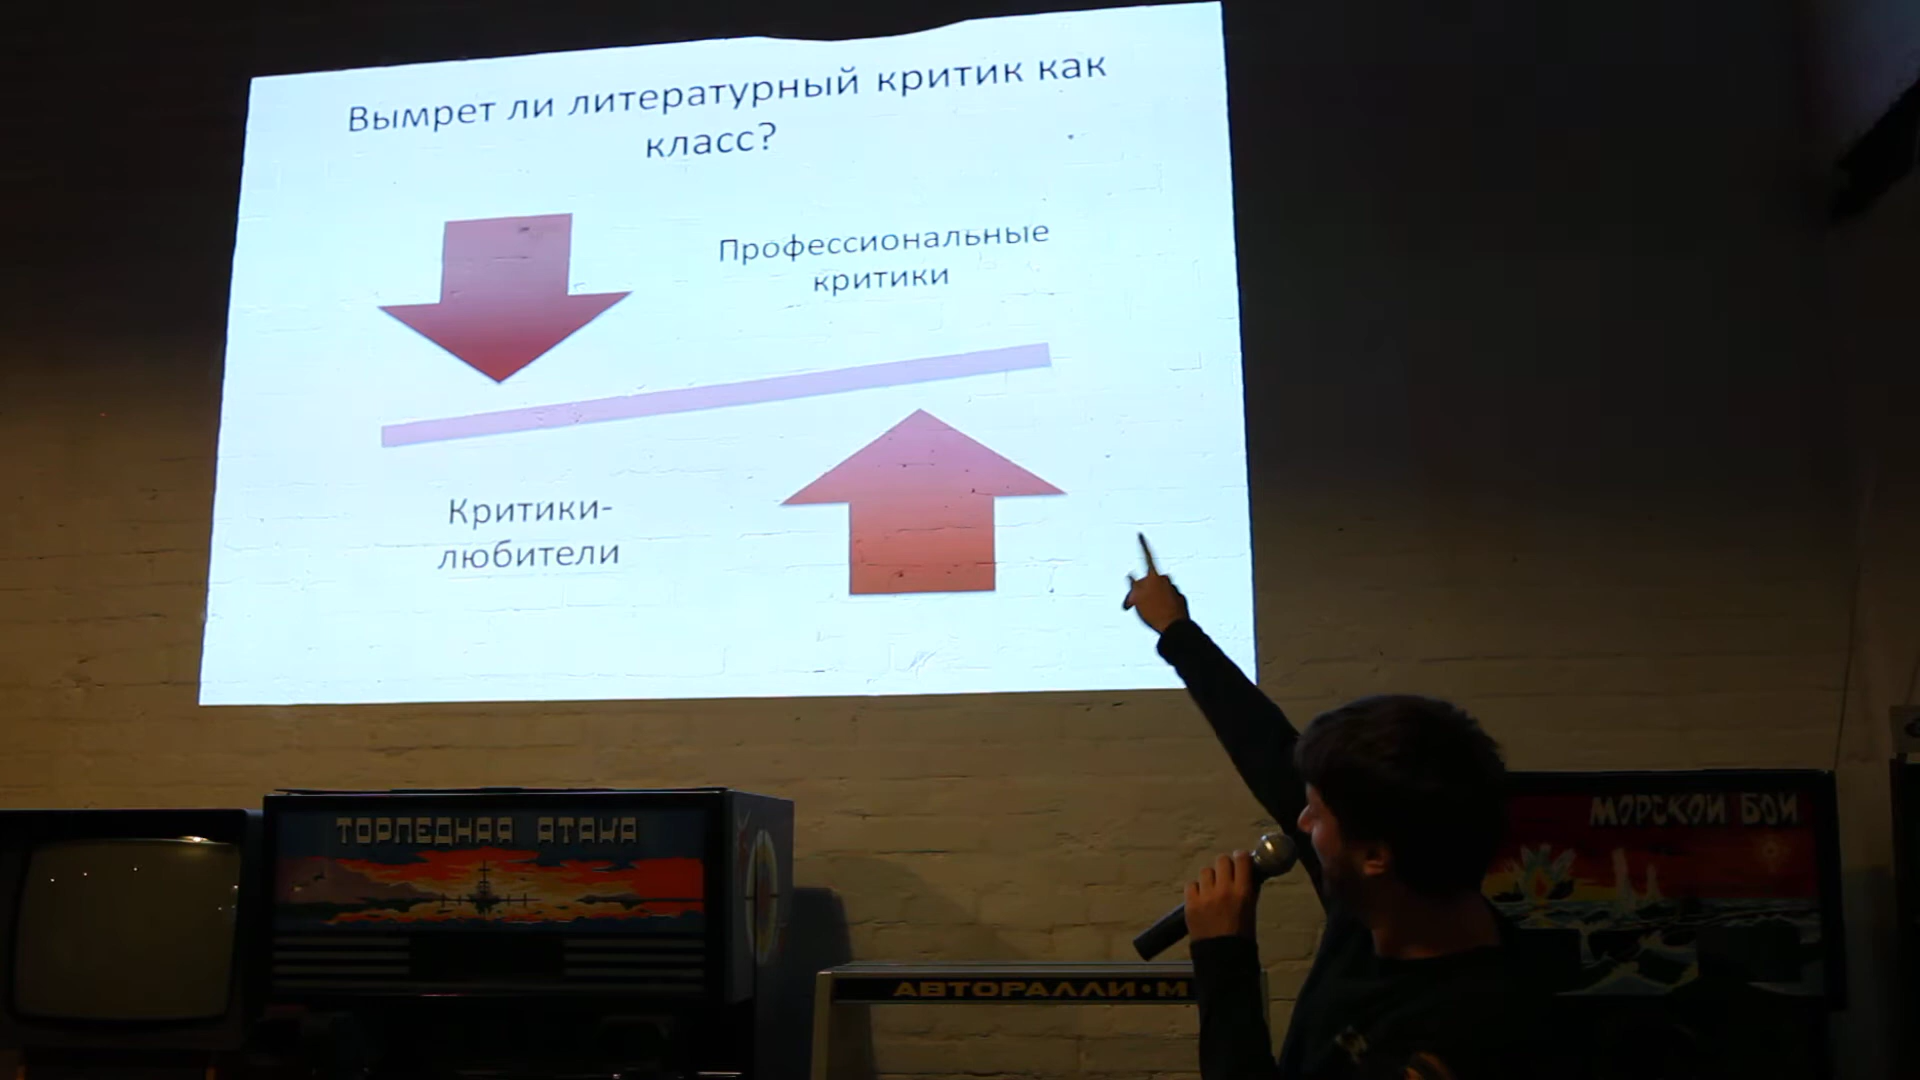 Вымрет ли литературный критик как
класс?
Профессиональные
критики
Критики-
любители
ТОРПЕДНАЯ АТАКА
МОРСКОЙ БОЙ
АВТОРАЛЛИ-М